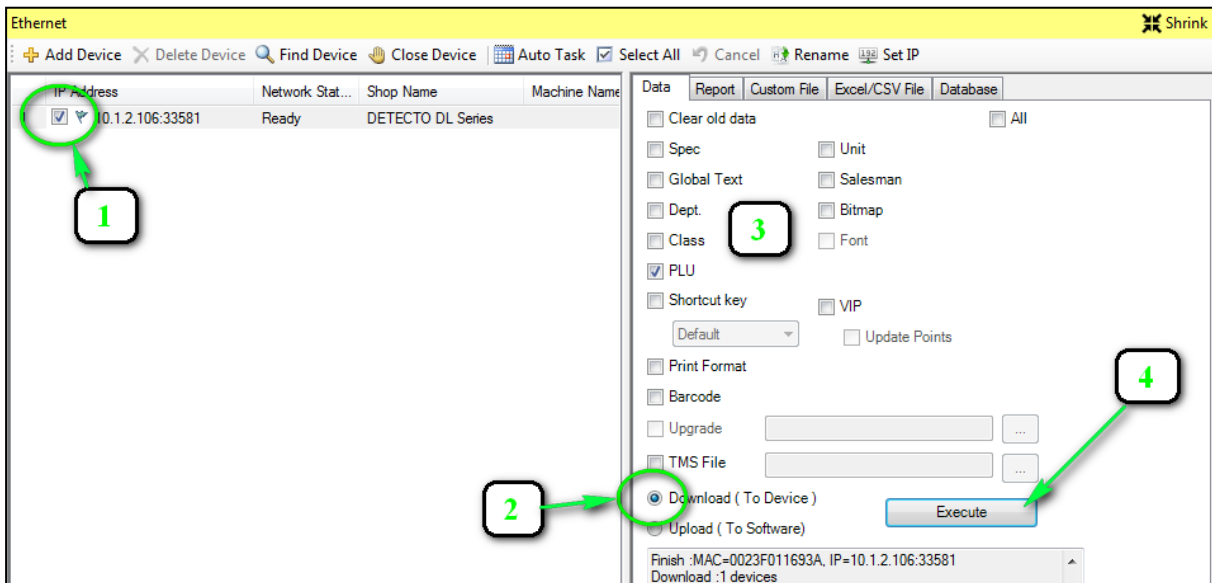 Ethernet Shrink
Add Device Delete Device Find Device Close Device Auto Task Select All Cancel Rename Set IP
IP Address Network Stat... Shop Name Machine Name
10.1.2.106:33581 Ready DETECTO DL Series
1
Data Report Custom File Excel/CSV File Database
Clear old data All
Spec Unit
Global Text Salesman
Dept. Bitmap
3
Class Font
PLU
Shortcut key VIP
Default Update Points
Print Format
4
Barcode
Upgrade ...
TMS File ...
2
Download ( To Device )
Execute
Upload ( To Software)
Finish :MAC=0023F011693A, IP=10.1.2.106:33581
Download :1 devices